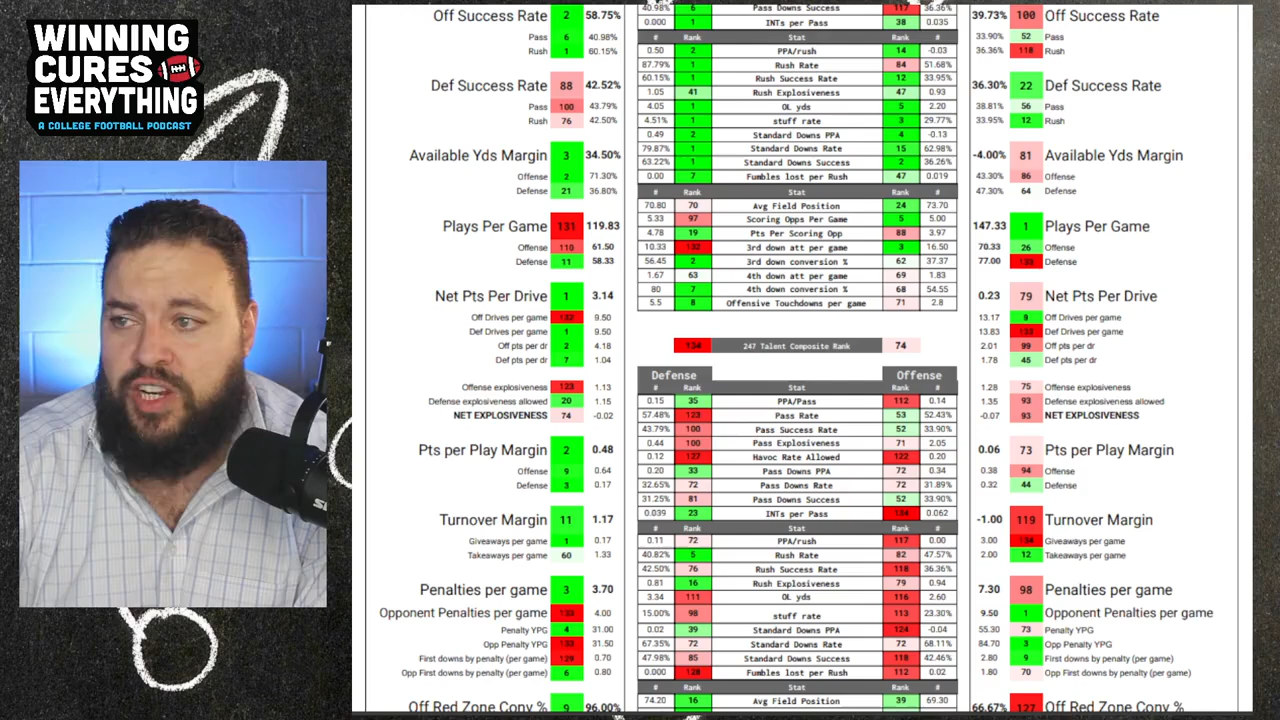 WINNING
CURES
EVERYTHING
A COLLEGE FOOTBALL PODCAST
Off Success Rate 2 58.75%
Pass 6 40.98%
Rush 1 60.15%
Def Success Rate 88 42.52%
Pass 100 43.79%
Rush 76 42.50%
Available Yds Margin 3 34.50%
Offense 2 71.30%
Defense 21 36.80%
Plays Per Game 131 119.83
Offense 110 61.50
Defense 11 58.33
Net Pts Per Drive 1 3.14
Off Drives per game 132 9.50
Def Drives per game 1 9.50
Off pts per dr 2 4.18
Def pts per dr 7 1.04
Offense explosiveness 123 1.13
Defense explosiveness allowed 20 1.15
NET EXPLOSIVENESS 74 -0.02
Pts per Play Margin 2 0.48
Offense 9 0.64
Defense 3 0.17
Turnover Margin 11 1.17
Giveaways per game 1 0.17
Takeaways per game 60 1.33
Penalties per game 3 3.70
Opponent Penalties per game 4.00
Penalty YPG 4 31.00
Opp Penalty YPG 31.50
First downs by penalty (per game) 129 0.70
Opp First downs by penalty (per game) 6 0.80
Off Red Zone Conv % 9 96.00%
40.98% 6 Pass Downs Success 117 36.36%
0.000 1 INTs per Pass 38 0.035
# Rank Stat Rank #
0.50 2 PPA/rush 14 -0.03
87.79% 1 Rush Rate 84 51.68%
60.15% 1 Rush Success Rate 12 33.95%
1.05 41 Rush Explosiveness 47 0.93
4.05 1 OL yds 5 2.20
4.51% 1 stuff rate 3 29.77%
0.49 2 Standard Downs PPA 4 -0.13
79.87% 1 Standard Downs Rate 15 62.98%
63.22% 1 Standard Downs Success 2 36.26%
0.00 7 Fumbles lost per Rush 47 0.019
# Rank Stat Rank #
70.80 70 Avg Field Position 24 73.70
5.33 97 Scoring Opps Per Game 5 5.00
4.78 19 Pts Per Scoring Opp 88 3.97
10.33 3rd down att per game 3 16.50
56.45 2 3rd down conversion % 62 37.37
1.67 63 4th down att per game 69 1.83
80 7 4th down conversion % 68 54.55
5.5 8 Offensive Touchdowns per game 71 2.8
134 247 Talent Composite Rank 74
Defense Offense
# Rank Stat Rank #
0.15 35 PPA/Pass 112 0.14
57.48% 123 Pass Rate 53 52.43%
43.79% 100 Pass Success Rate 52 33.90%
0.44 100 Pass Explosiveness 71 2.05
0.12 127 Havoc Rate Allowed 122 0.20
0.20 33 Pass Downs PPA 72 0.34
32.65% 72 Pass Downs Rate 72 31.89%
31.25% 81 Pass Downs Success 52 33.90%
0.039 23 INTs per Pass 134 0.062
# Rank Stat Rank #
0.11 72 PPA/rush 117 0.00
40.82% 5 Rush Rate 82 47.57%
42.50% 76 Rush Success Rate 118 36.36%
0.81 16 Rush Explosiveness 79 0.94
3.34 111 OL yds 116 2.60
15.00% 98 stuff rate 113 23.30%
0.02 39 Standard Downs PPA 124 -0.04
67.35% 72 Standard Downs Rate 72 68.11%
47.98% 85 Standard Downs Success 118 42.46%
0.000 128 Fumbles lost per Rush 112 0.02
74.20 16 Avg Field Position 39 69.30
39.73% 100 Off Success Rate
33.90% 52 Pass
36.36% 118 Rush
36.30% 22 Def Success Rate
38.81% 56 Pass
33.95% 12 Rush
-4.00% 81 Available Yds Margin
43.30% 86 Offense
47.30% 64 Defense
147.33 1 Plays Per Game
70.33 26 Offense
77.00 Defense
0.23 79 Net Pts Per Drive
13.17 9 Off Drives per game
13.83 Def Drives per game
2.01 99 Off pts per dr
1.78 45 Def pts per dr
1.28 75 Offense explosiveness
1.35 93 Defense explosiveness allowed
-0.07 93 NET EXPLOSIVENESS
0.06 73 Pts per Play Margin
0.38 94 Offense
0.32 44 Defense
-1.00 119 Turnover Margin
3.00 134 Giveaways per game
2.00 12 Takeaways per game
7.30 98 Penalties per game
9.50 1 Opponent Penalties per game
55.30 73 Penalty YPG
84.70 3 Opp Penalty YPG
2.80 9 First downs by penalty (per game)
1.80 70 Opp First downs by penalty (per game)
66.67% 127 Off Red Zone Conv %